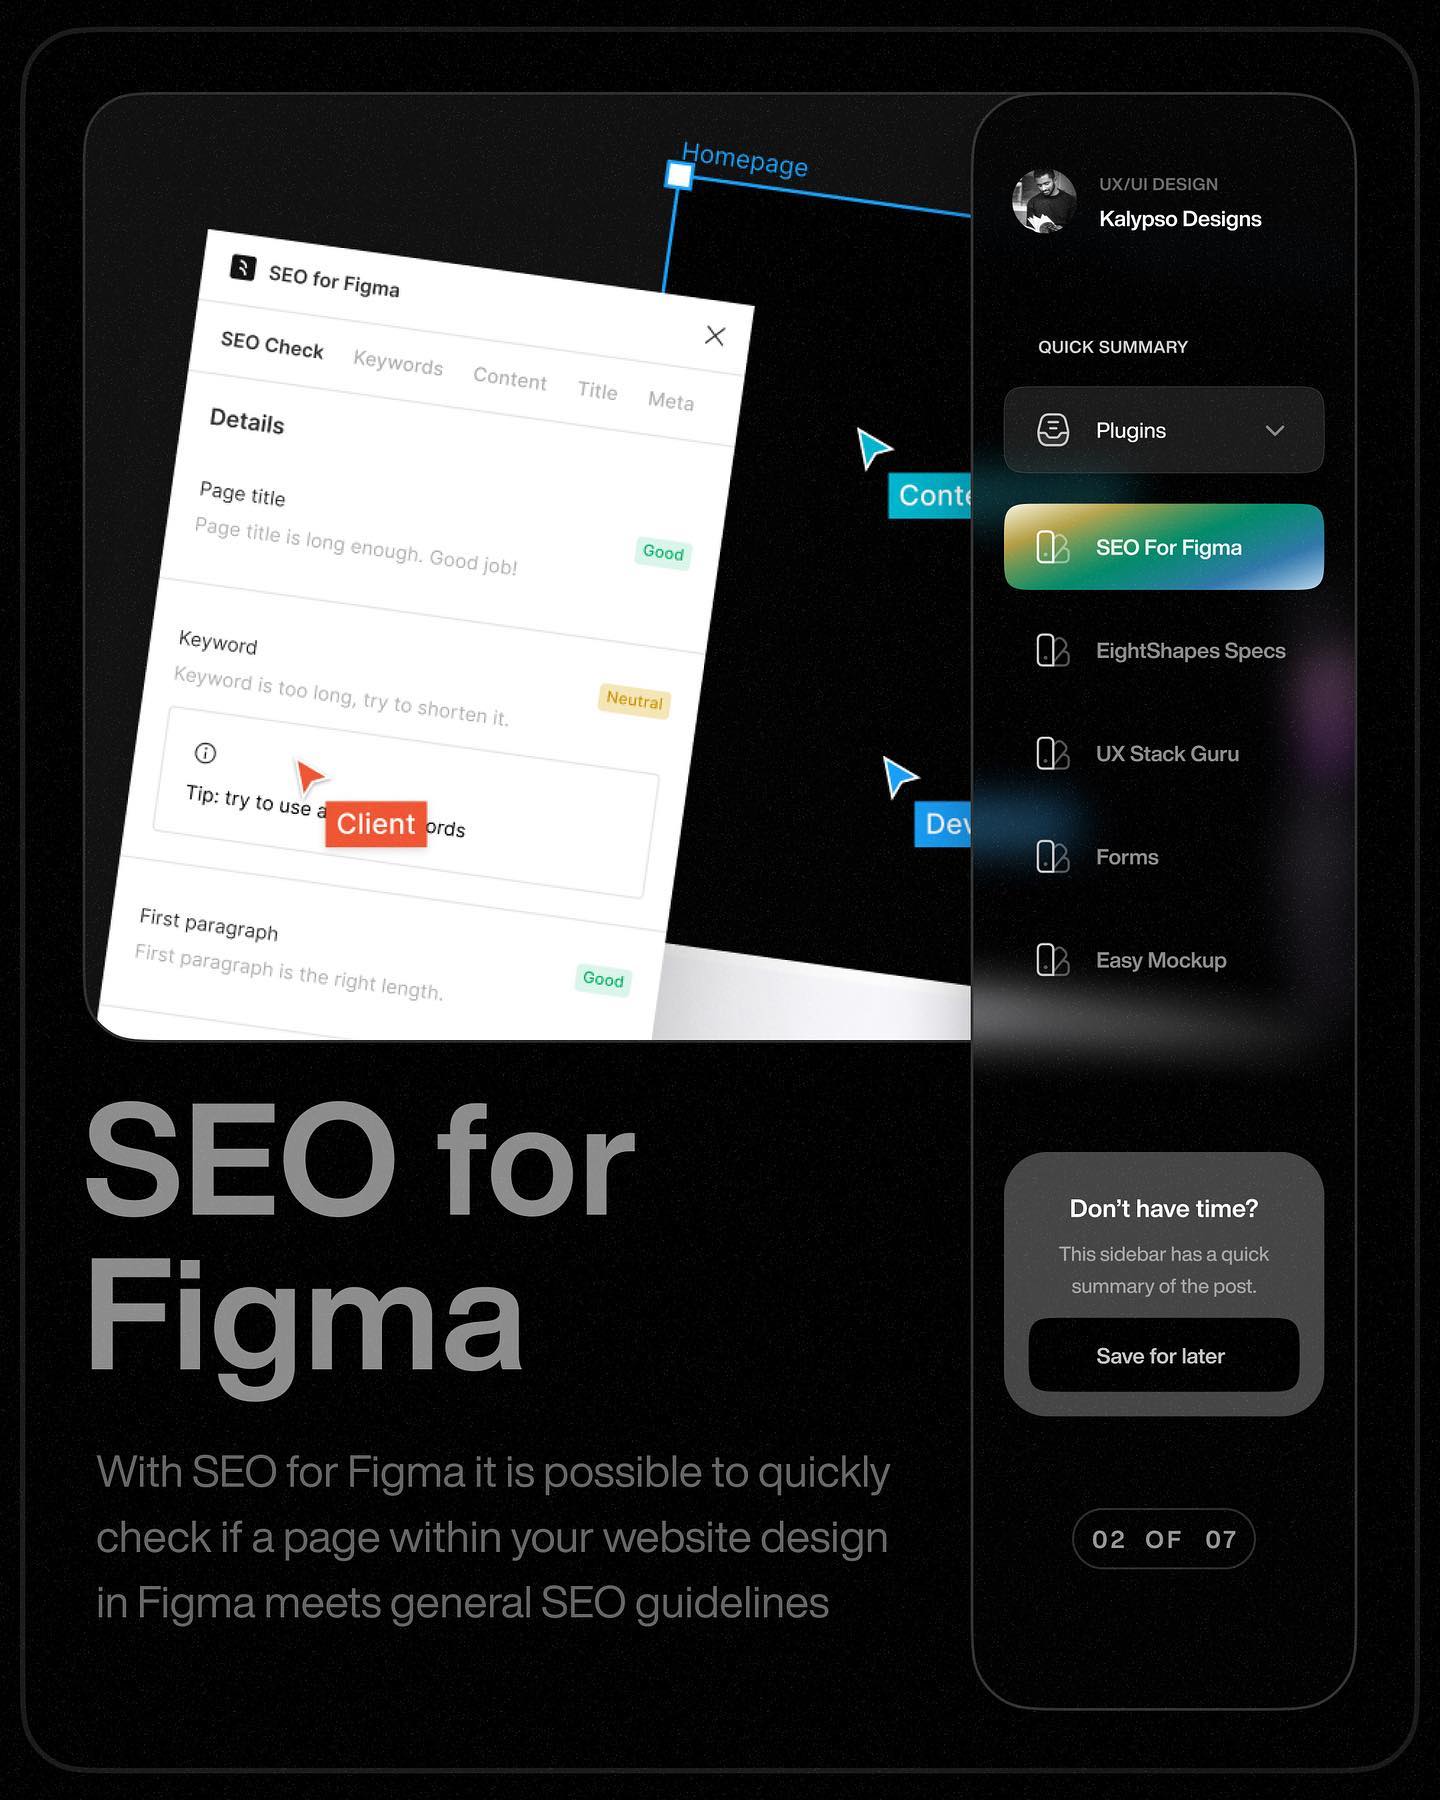 Homepage
SEO for Figma
SEO Check Keywords Content Title Meta
Details
Page title
Page title is long enough. Good job!
Good
Keyword
Keyword is too long, try to shorten it.
Neutral
Tip: try to use
Client
First paragraph
First paragraph is the right length.
Good
SEO for
Figma
With SEO for Figma it is possible to quickly
check if a page within your website design
in Figma meets general SEO guidelines
UX/UI DESIGN
Kalypso Designs
QUICK SUMMARY
Plugins
SEO For Figma
EightShapes Specs
UX Stack Guru
Forms
Easy Mockup
Don’t have time?
This sidebar has a quick
summary of the post.
Save for later
02 OF 07